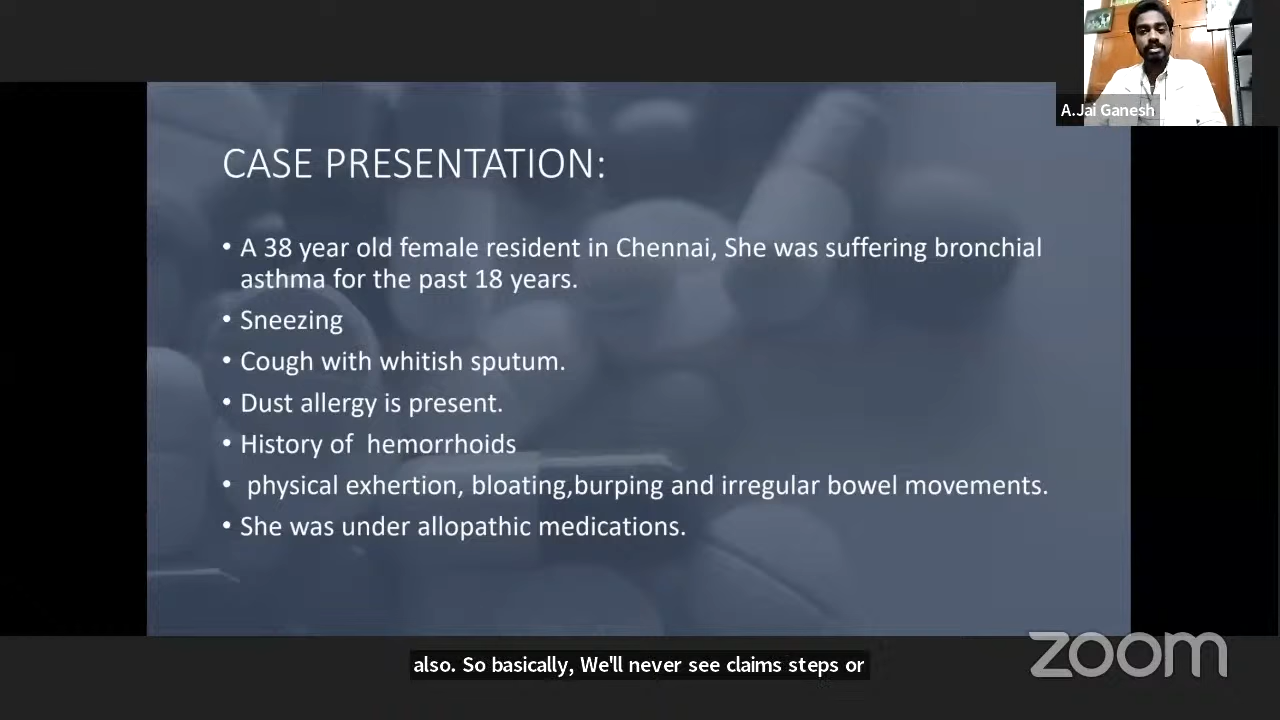 A.Jai Ganesh
CASE PRESENTATION:
• A 38 year old female resident in Chennai, She was suffering bronchial
asthma for the past 18 years.
• Sneezing
• Cough with whitish sputum.
• Dust allergy is present.
• History of  hemorrhoids
•  physical exhertion, bloating,burping and irregular bowel movements.
• She was under allopathic medications.
also. So basically, We'll never see claims steps or
zoom